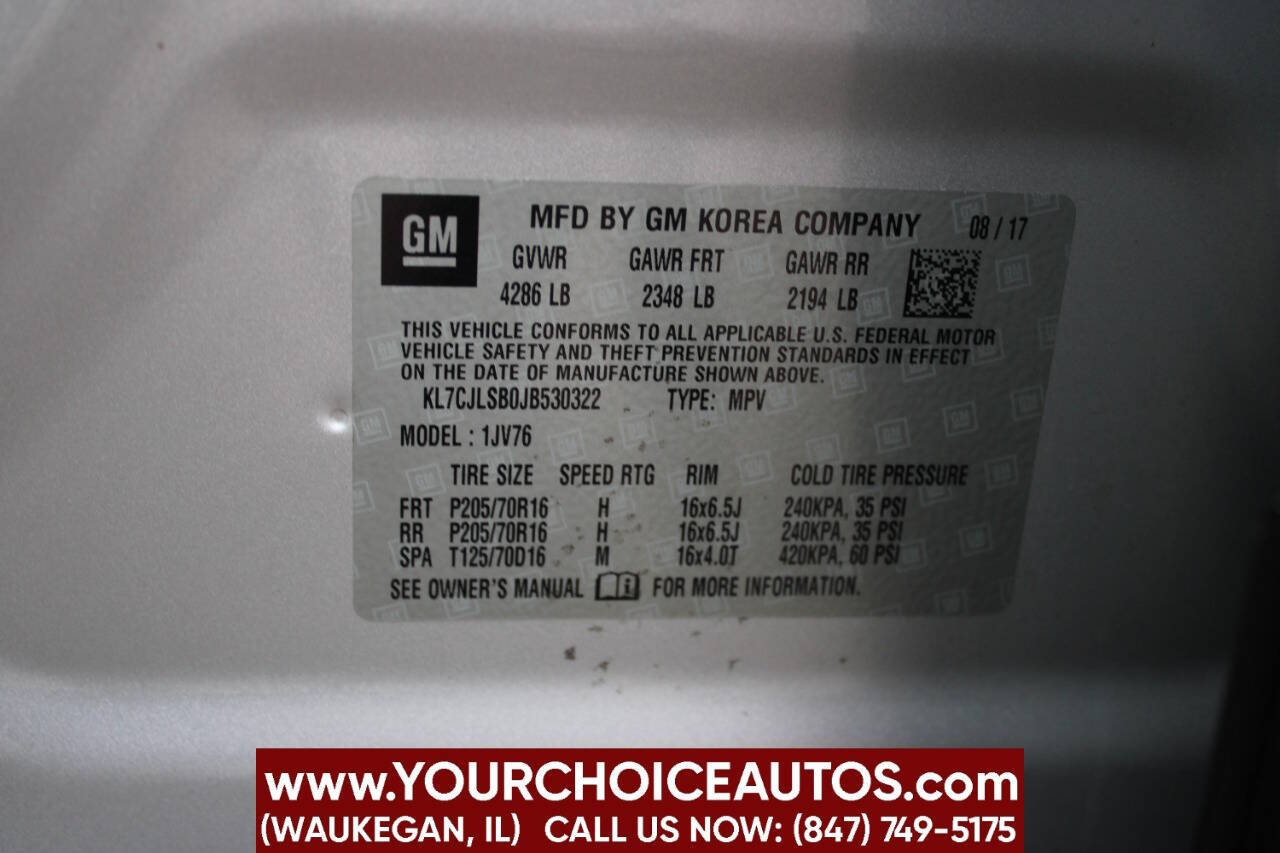 GM
MFD BY GM KOREA COMPANY 08 / 17
GVWR GAWR FRT GAWR RR
4286 LB 2348 LB 2194 LB
THIS VEHICLE CONFORMS TO ALL APPLICABLE U.S. FEDERAL MOTOR
VEHICLE SAFETY AND THEFT PREVENTION STANDARDS IN EFFECT
ON THE DATE OF MANUFACTURE SHOWN ABOVE.
KL7CJLSB0JB530322 TYPE: MPV
MODEL : 1JV76
TIRE SIZE SPEED RTG RIM COLD TIRE PRESSURE
FRT P205/70R16 H 16x6.5J 240KPA, 35 PSI
RR P205/70R16 H 16x6.5J 240KPA, 35 PSI
SPA T125/70D16 M 16x4.0T 420KPA, 60 PSI
SEE OWNER'S MANUAL i FOR MORE INFORMATION.
www.YOURCHOICEAUTOS.com
(WAUKEGAN, IL) CALL US NOW: (847) 749-5175